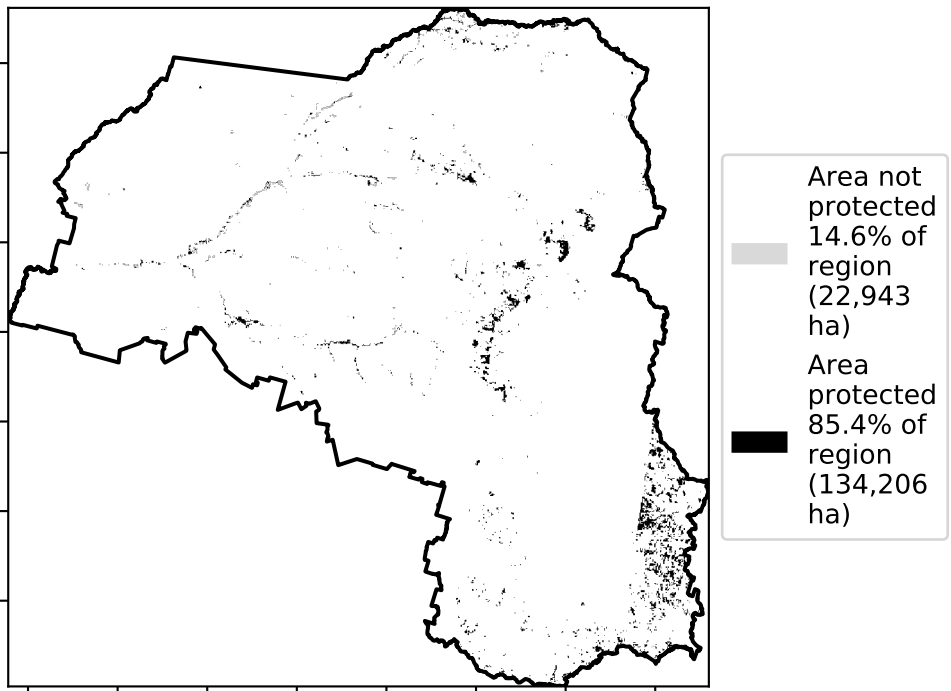 Area not
protected
14.6% of
region
(22,943
ha)
Area
protected
85.4% of
region
(134,206
ha)